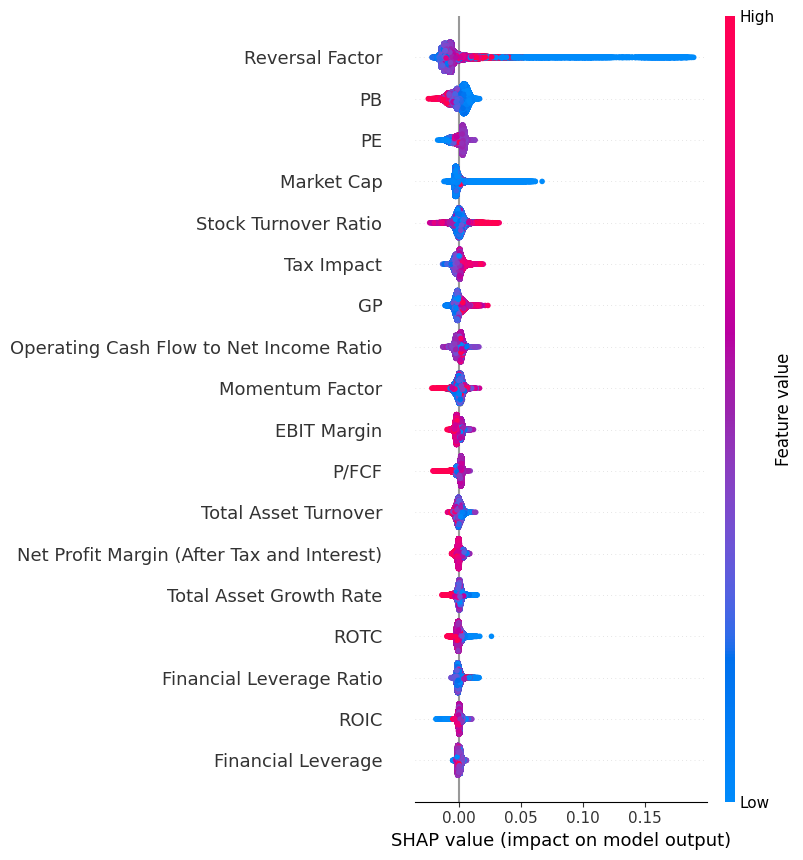 High
Reversal Factor
PB
PE
Market Cap
Stock Turnover Ratio
Tax Impact
GP
Operating Cash Flow to Net Income Ratio
Momentum Factor
EBIT Margin
P/FCF
Total Asset Turnover
Net Profit Margin (After Tax and Interest)
Total Asset Growth Rate
ROTC
Financial Leverage Ratio
ROIC
Financial Leverage
Feature value
Low
0.00 0.05 0.10 0.15
SHAP value (impact on model output)